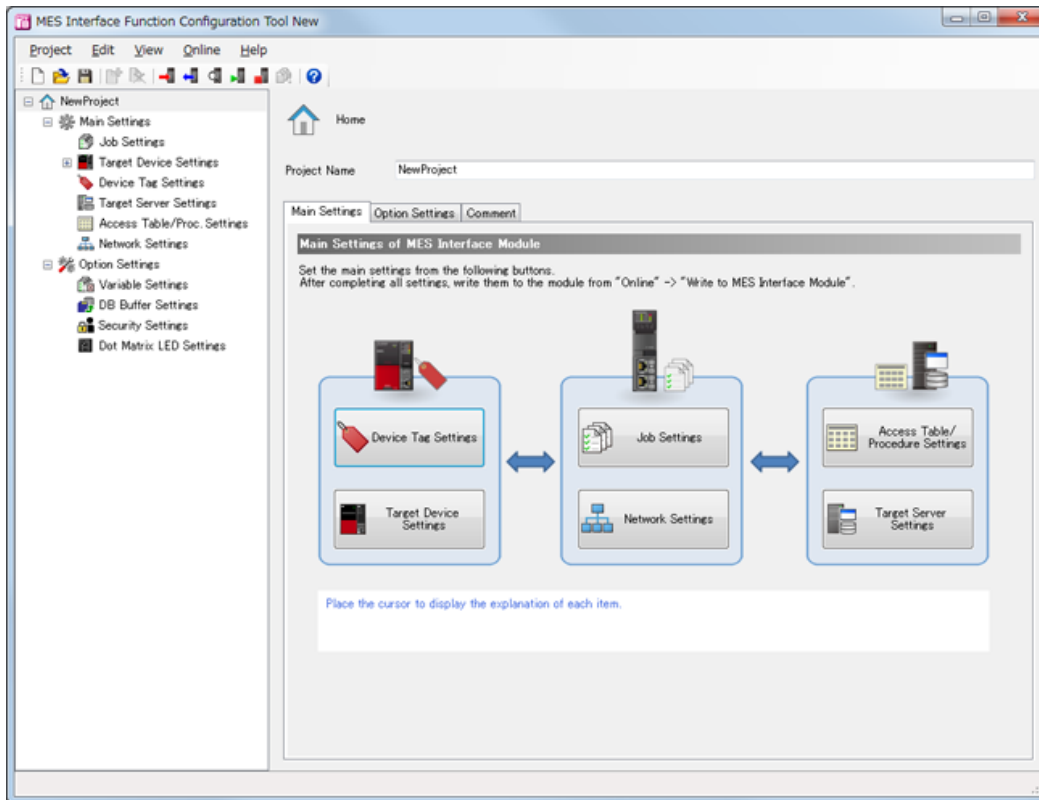 MES Interface Function Configuration Tool New
Project Edit View Online Help
NewProject
Main Settings
Job Settings
Target Device Settings
Device Tag Settings
Target Server Settings
Access Table/Proc. Settings
Network Settings
Option Settings
Variable Settings
DB Buffer Settings
Security Settings
Dot Matrix LED Settings
Home
Project Name NewProject
Main Settings Option Settings Comment
Main Settings of MES Interface Module
Set the main settings from the following buttons.
After completing all settings, write them to the module from "Online" -> "Write to MES Interface Module".
Device Tag Settings
Target Device
Settings
Job Settings
Network Settings
Access Table/
Procedure Settings
Target Server
Settings
Place the cursor to display the explanation of each item.